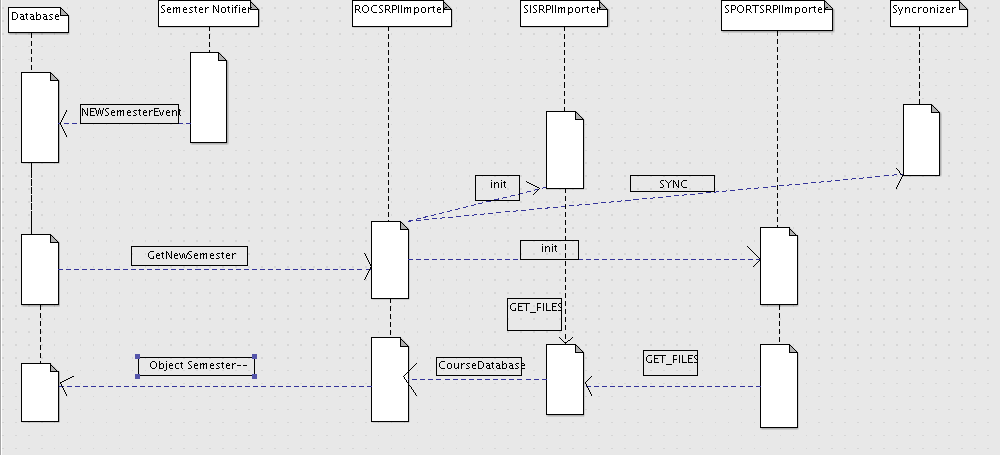 Database
Semester Notifier
ROCSRPIImporter
SISRPIImporter
SPORTSRPIImporter
Syncronizer
NEWSemesterEvent
init
SYNC
GetNewSemester
init
GET_FILES
Object Semester--
CourseDatabase
GET_FILES